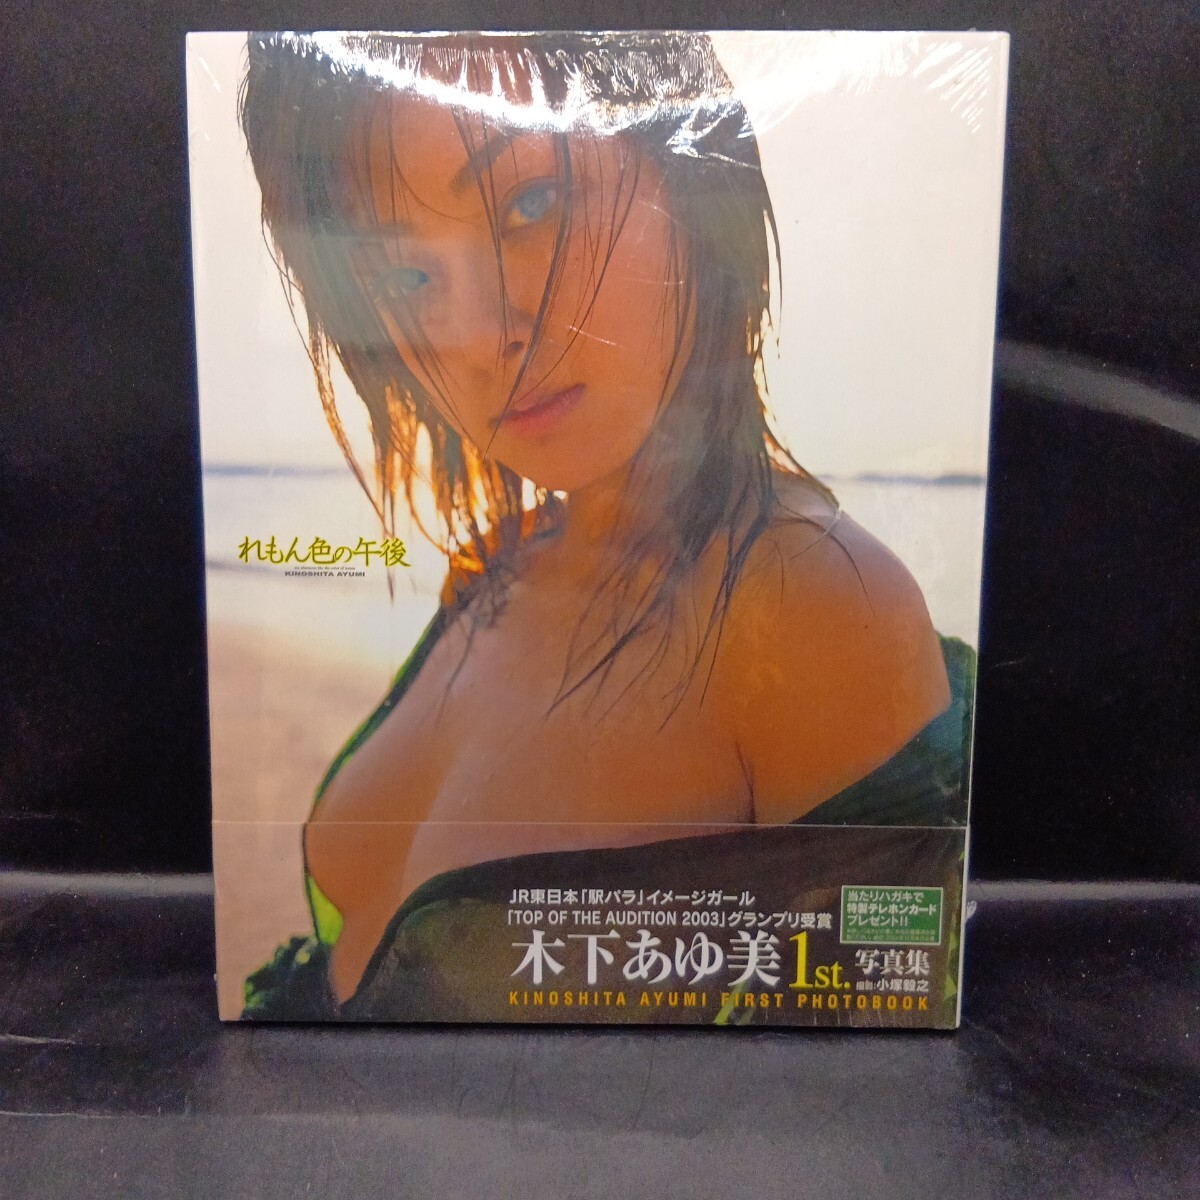 れもん色の午後
KINOSHITA AYUMI
JR東日本「駅パラ」イメージガール
「TOP OF THE AUDITION 2003」グランプリ受賞
木下あゆ美1st.写真集
撮影:小塚毅之
KINOSHITA AYUMI FIRST PHOTOBOOK
当たりハガキで
特製テレホンカード
プレゼント!!